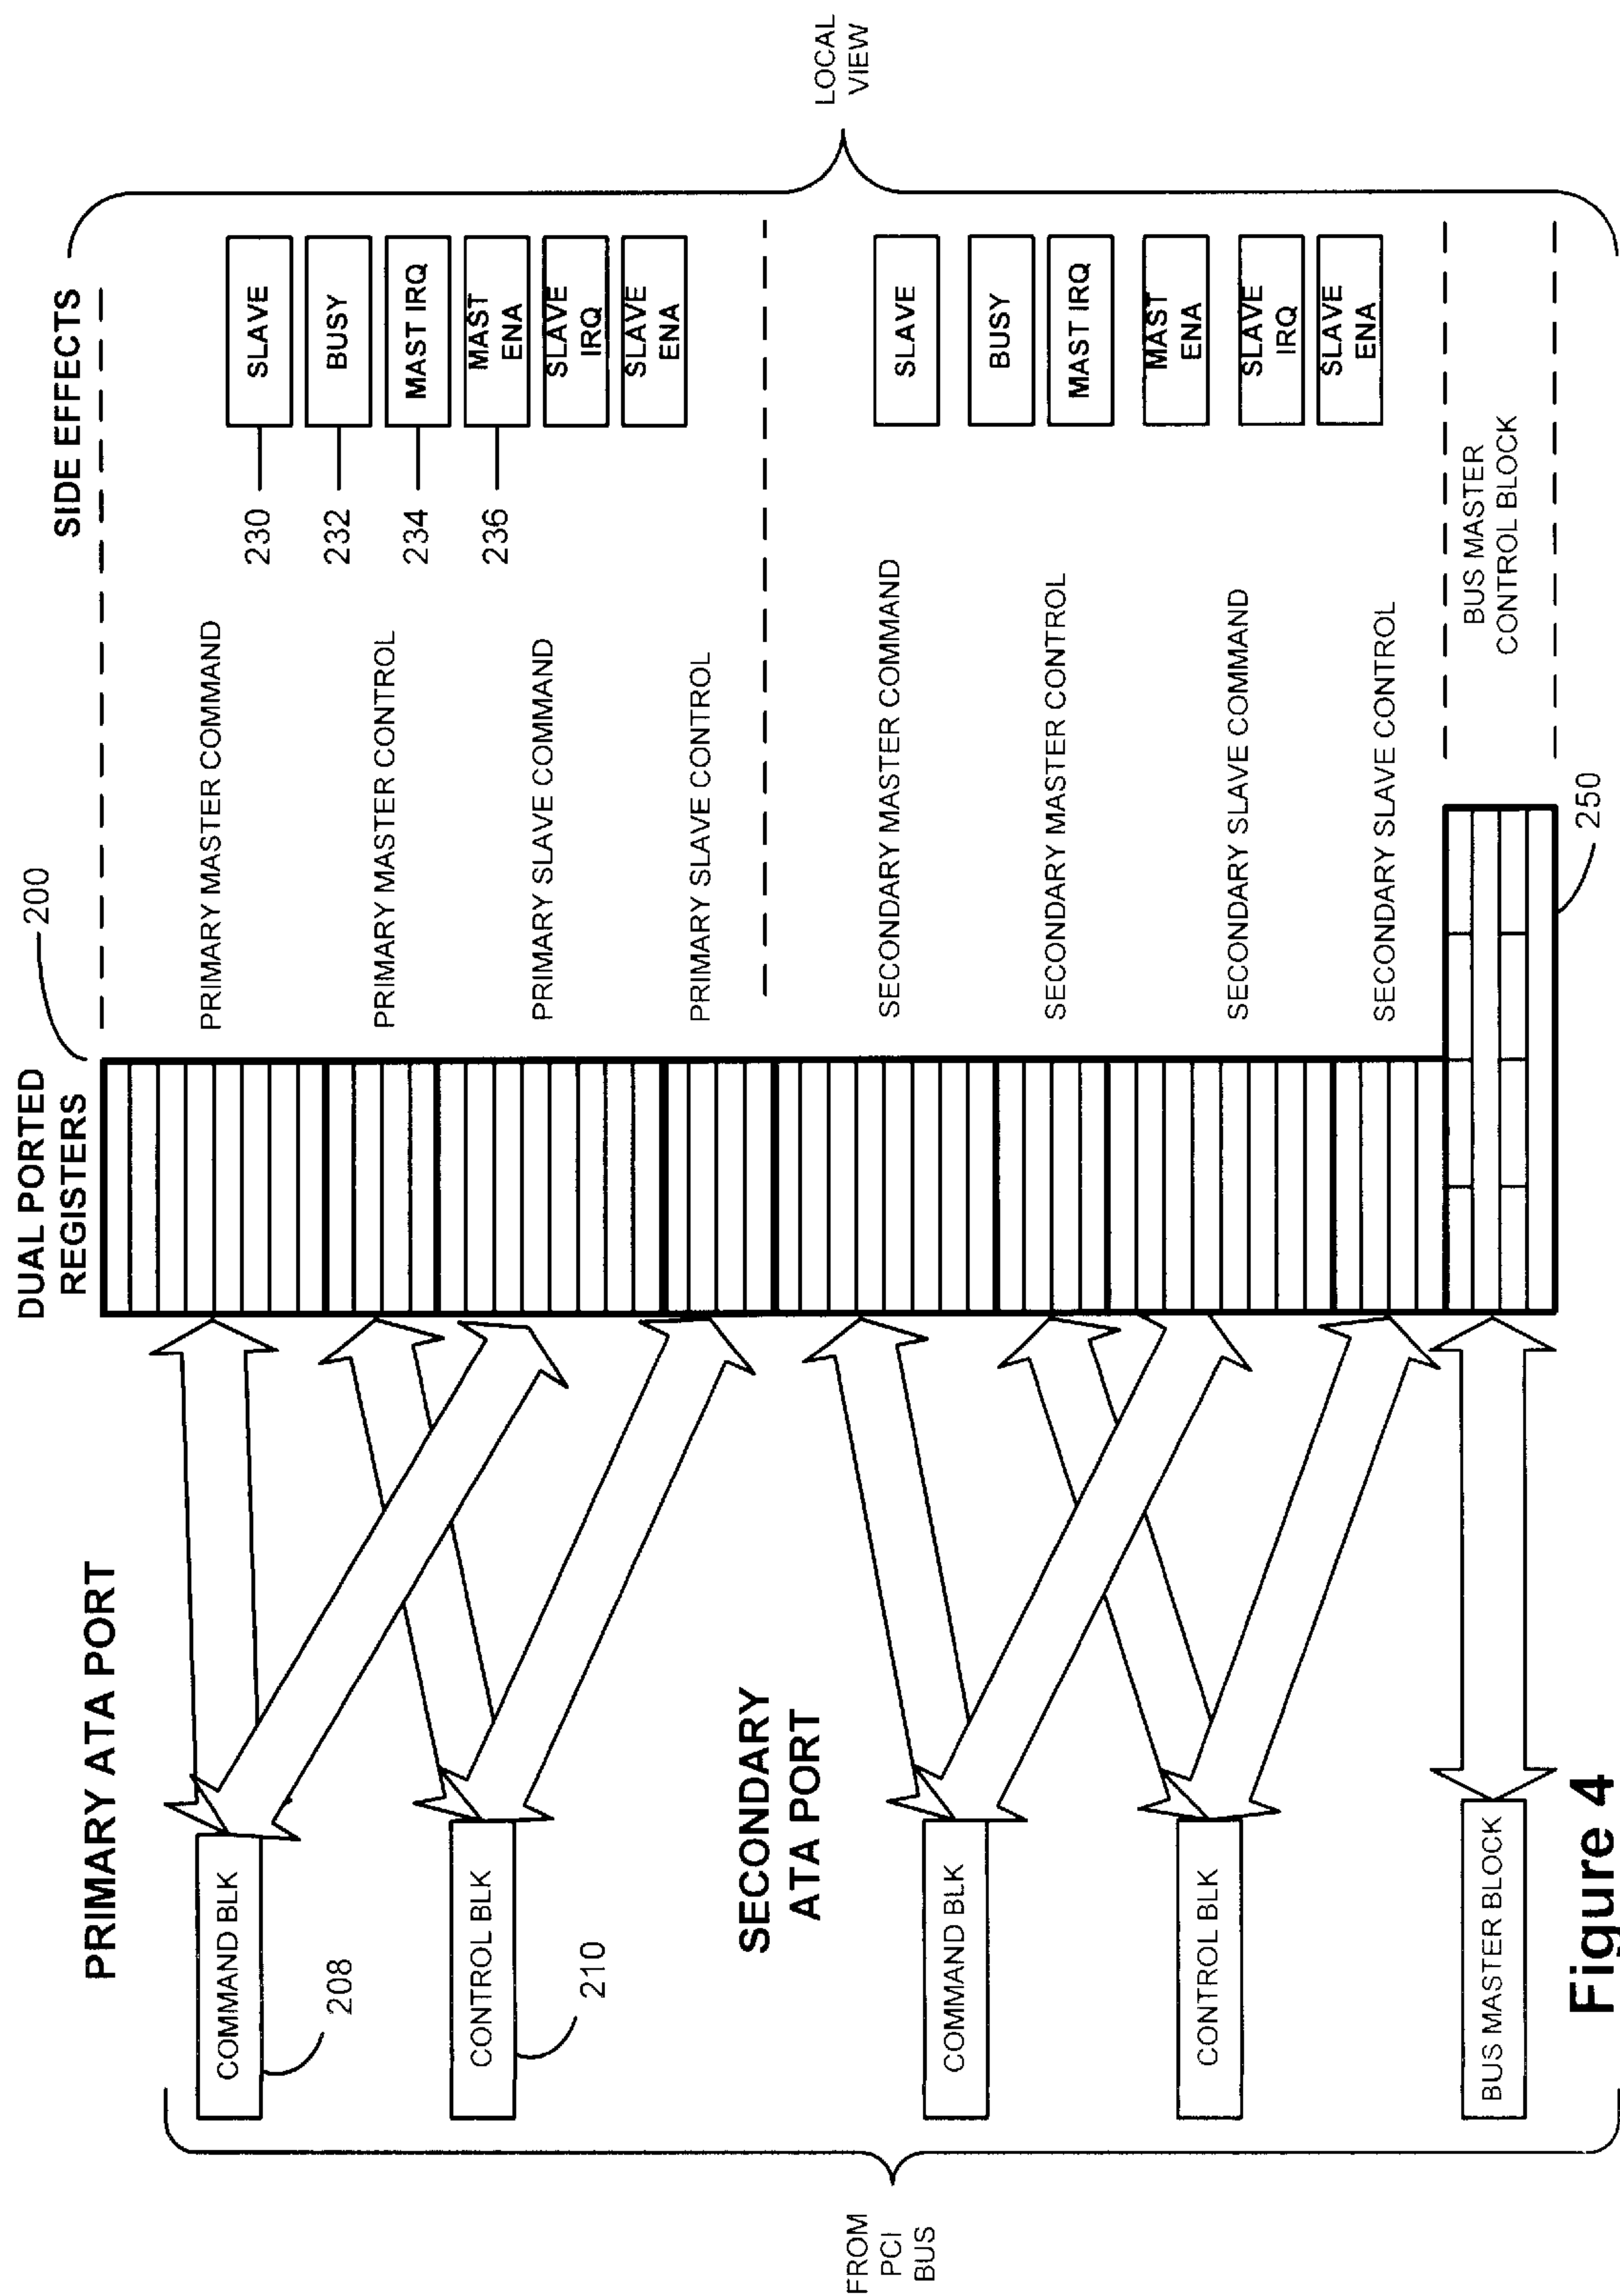 PRIMARY ATA PORT
DUAL PORTED
REGISTERS
200
SIDE EFFECTS
COMMAND BLK
208
CONTROL BLK
210
PRIMARY MASTER COMMAND
PRIMARY MASTER CONTROL
PRIMARY SLAVE COMMAND
PRIMARY SLAVE CONTROL
230
232
234
236
SLAVE
BUSY
MAST IRQ
MAST
ENA
SLAVE
IRQ
SLAVE
ENA
FROM
PCI
BUS
LOCAL
VIEW
SECONDARY
ATA PORT
COMMAND BLK
CONTROL BLK
SECONDARY MASTER COMMAND
SECONDARY MASTER CONTROL
SECONDARY SLAVE COMMAND
SECONDARY SLAVE CONTROL
SLAVE
BUSY
MAST IRQ
MAST
ENA
SLAVE
IRQ
SLAVE
ENA
BUS MASTER BLOCK
BUS MASTER
CONTROL BLOCK
250
Figure 4